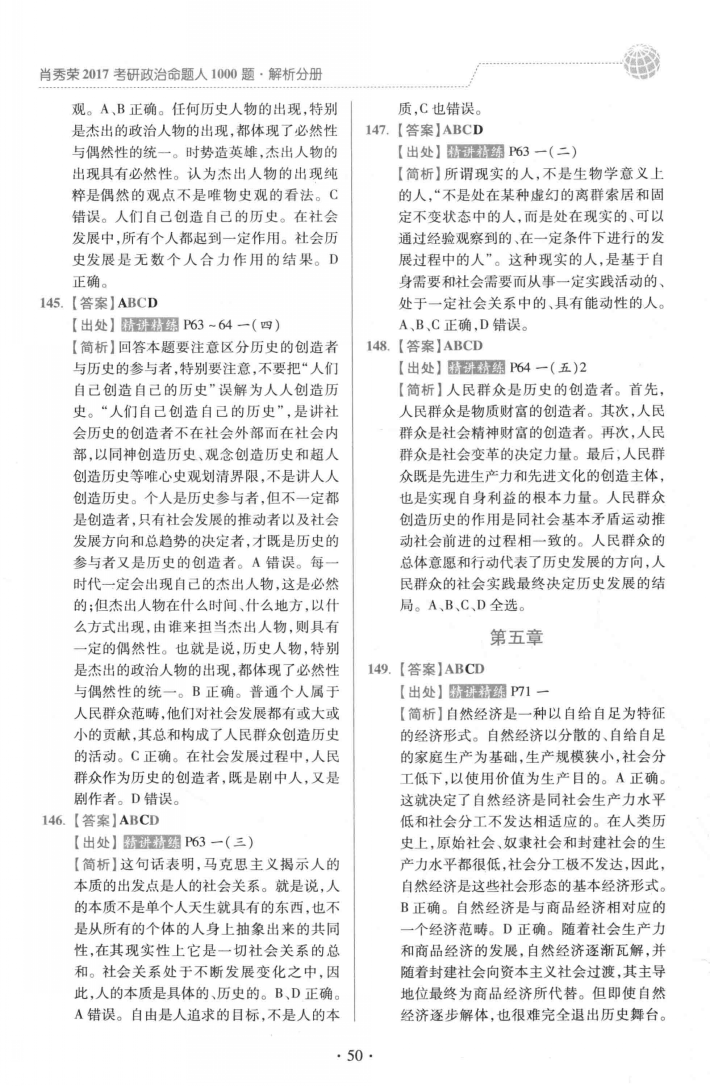 肖秀荣2017考研政治命题人1000题·解析分册
观。A、B正确。任何历史人物的出现,特别
是杰出的政治人物的出现,都体现了必然性
与偶然性的统一。时势造英雄,杰出人物的
出现具有必然性。认为杰出人物的出现纯
粹是偶然的观点不是唯物史观的看法。C
错误。人们自己创造自己的历史。在社会
发展中,所有个人都起到一定作用。社会历
史发展是无数个人合力作用的结果。D
正确。
145.【答案】ABCD
【出处】精讲精练 P63~64 一(四)
【简析】回答本题要注意区分历史的创造者
与历史的参与者,特别要注意,不要把“人们
自己创造自己的历史”误解为人人创造历
史。“人们自己创造自己的历史”,是讲社
会历史的创造者不在社会外部而在社会内
部,以同神创造历史、观念创造历史和超人
创造历史等唯心史观划清界限,不是讲人人
创造历史。个人是历史参与者,但不一定都
是创造者,只有社会发展的推动者以及社会
发展方向和总趋势的决定者,才既是历史的
参与者又是历史的创造者。A错误。每一
时代一定会出现自己的杰出人物,这是必然
的;但杰出人物在什么时间、什么地方,以什
么方式出现,由谁来担当杰出人物,则具有
一定的偶然性。也就是说,历史人物,特别
是杰出的政治人物的出现,都体现了必然性
与偶然性的统一。B正确。普通个人属于
人民群众范畴,他们对社会发展都有或大或
小的贡献,其总和构成了人民群众创造历史
的活动。C正确。在社会发展过程中,人民
群众作为历史的创造者,既是剧中人,又是
剧作者。D错误。
146.【答案】ABCD
【出处】精讲精练 P63 一(三)
【简析】这句话表明,马克思主义揭示人的
本质的出发点是人的社会关系。就是说,人
的本质不是单个人天生就具有的东西,也不
是从所有的个体的人身上抽象出来的共同
性,在其现实性上它是一切社会关系的总
和。社会关系处于不断发展变化之中,因
此,人的本质是具体的、历史的。B、D正确。
A错误。自由是人追求的目标,不是人的本
质,C也错误。
147.【答案】ABCD
【出处】精讲精练 P63 一(二)
【简析】所谓现实的人,不是生物学意义上
的人,“不是处在某种虚幻的离群索居和固
定不变状态中的人,而是处在现实的、可以
通过经验观察到的、在一定条件下进行的发
展过程中的人”。这种现实的人,是基于自
身需要和社会需要而从事一定实践活动的、
处于一定社会关系中的、具有能动性的人。
A、B、C正确,D错误。
148.【答案】ABCD
【出处】精讲精练 P64 一(五)2
【简析】人民群众是历史的创造者。首先,
人民群众是物质财富的创造者。其次,人民
群众是社会精神财富的创造者。再次,人民
群众是社会变革的决定力量。最后,人民群
众既是先进生产力和先进文化的创造主体,
也是实现自身利益的根本力量。人民群众
创造历史的作用是同社会基本矛盾运动推
动社会前进的过程相一致的。人民群众的
总体意愿和行动代表了历史发展的方向,人
民群众的社会实践最终决定历史发展的结
局。A、B、C、D全选。
第五章
149.【答案】ABCD
【出处】精讲精练 P71 一
【简析】自然经济是一种以自给自足为特征
的经济形式。自然经济以分散的、自给自足
的家庭生产为基础,生产规模狭小,社会分
工低下,以使用价值为生产目的。A正确。
这就决定了自然经济是同社会生产力水平
低和社会分工不发达相适应的。在人类历
史上,原始社会、奴隶社会和封建社会的生
产力水平都很低,社会分工极不发达,因此,
自然经济是这些社会形态的基本经济形式。
B正确。自然经济是与商品经济相对应的
一个经济范畴。D正确。随着社会生产力
和商品经济的发展,自然经济逐渐瓦解,并
随着封建社会向资本主义社会过渡,其主导
地位最终为商品经济所代替。但即使自然
经济逐步解体,也很难完全退出历史舞台。
·50·